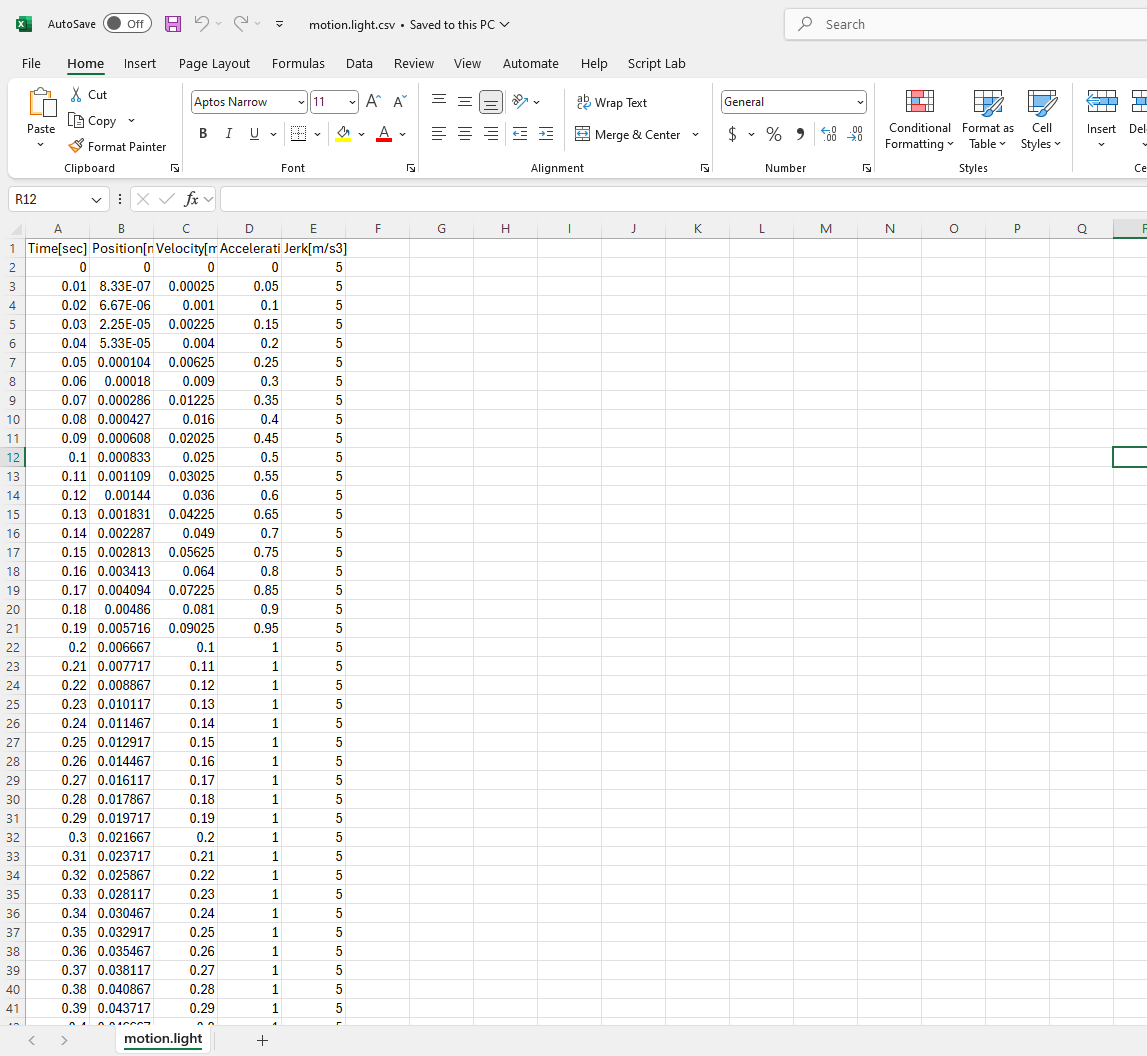 AutoSave Off motion.light.csv • Saved to this PC Search
File Home Insert Page Layout Formulas Data Review View Automate Help Script Lab
Paste Cut Copy Format Painter
Clipboard
Aptos Narrow 11
B I U
Font
Wrap Text
Merge & Center
Alignment
General
$ % 9 .00 .00
Number
Conditional Formatting Format as Table Cell Styles
Styles
Insert
R12 fx
A B C D E F G H I J K L M N O P Q
1 Time[sec] Position[ Velocity[ Accelerati Jerk[m/s3]
2 0 0 0 0 5
3 0.01 8.33E-07 0.00025 0.05 5
4 0.02 6.67E-06 0.001 0.1 5
5 0.03 2.25E-05 0.00225 0.15 5
6 0.04 5.33E-05 0.004 0.2 5
7 0.05 0.000104 0.00625 0.25 5
8 0.06 0.00018 0.009 0.3 5
9 0.07 0.000286 0.01225 0.35 5
10 0.08 0.000427 0.016 0.4 5
11 0.09 0.000608 0.02025 0.45 5
12 0.1 0.000833 0.025 0.5 5
13 0.11 0.001109 0.03025 0.55 5
14 0.12 0.00144 0.036 0.6 5
15 0.13 0.001831 0.04225 0.65 5
16 0.14 0.002287 0.049 0.7 5
17 0.15 0.002813 0.05625 0.75 5
18 0.16 0.003413 0.064 0.8 5
19 0.17 0.004094 0.07225 0.85 5
20 0.18 0.00486 0.081 0.9 5
21 0.19 0.005716 0.09025 0.95 5
22 0.2 0.006667 0.1 1 5
23 0.21 0.007717 0.11 1 5
24 0.22 0.008867 0.12 1 5
25 0.23 0.010117 0.13 1 5
26 0.24 0.011467 0.14 1 5
27 0.25 0.012917 0.15 1 5
28 0.26 0.014467 0.16 1 5
29 0.27 0.016117 0.17 1 5
30 0.28 0.017867 0.18 1 5
31 0.29 0.019717 0.19 1 5
32 0.3 0.021667 0.2 1 5
33 0.31 0.023717 0.21 1 5
34 0.32 0.025867 0.22 1 5
35 0.33 0.028117 0.23 1 5
36 0.34 0.030467 0.24 1 5
37 0.35 0.032917 0.25 1 5
38 0.36 0.035467 0.26 1 5
39 0.37 0.038117 0.27 1 5
40 0.38 0.040867 0.28 1 5
41 0.39 0.043717 0.29 1 5
motion.light